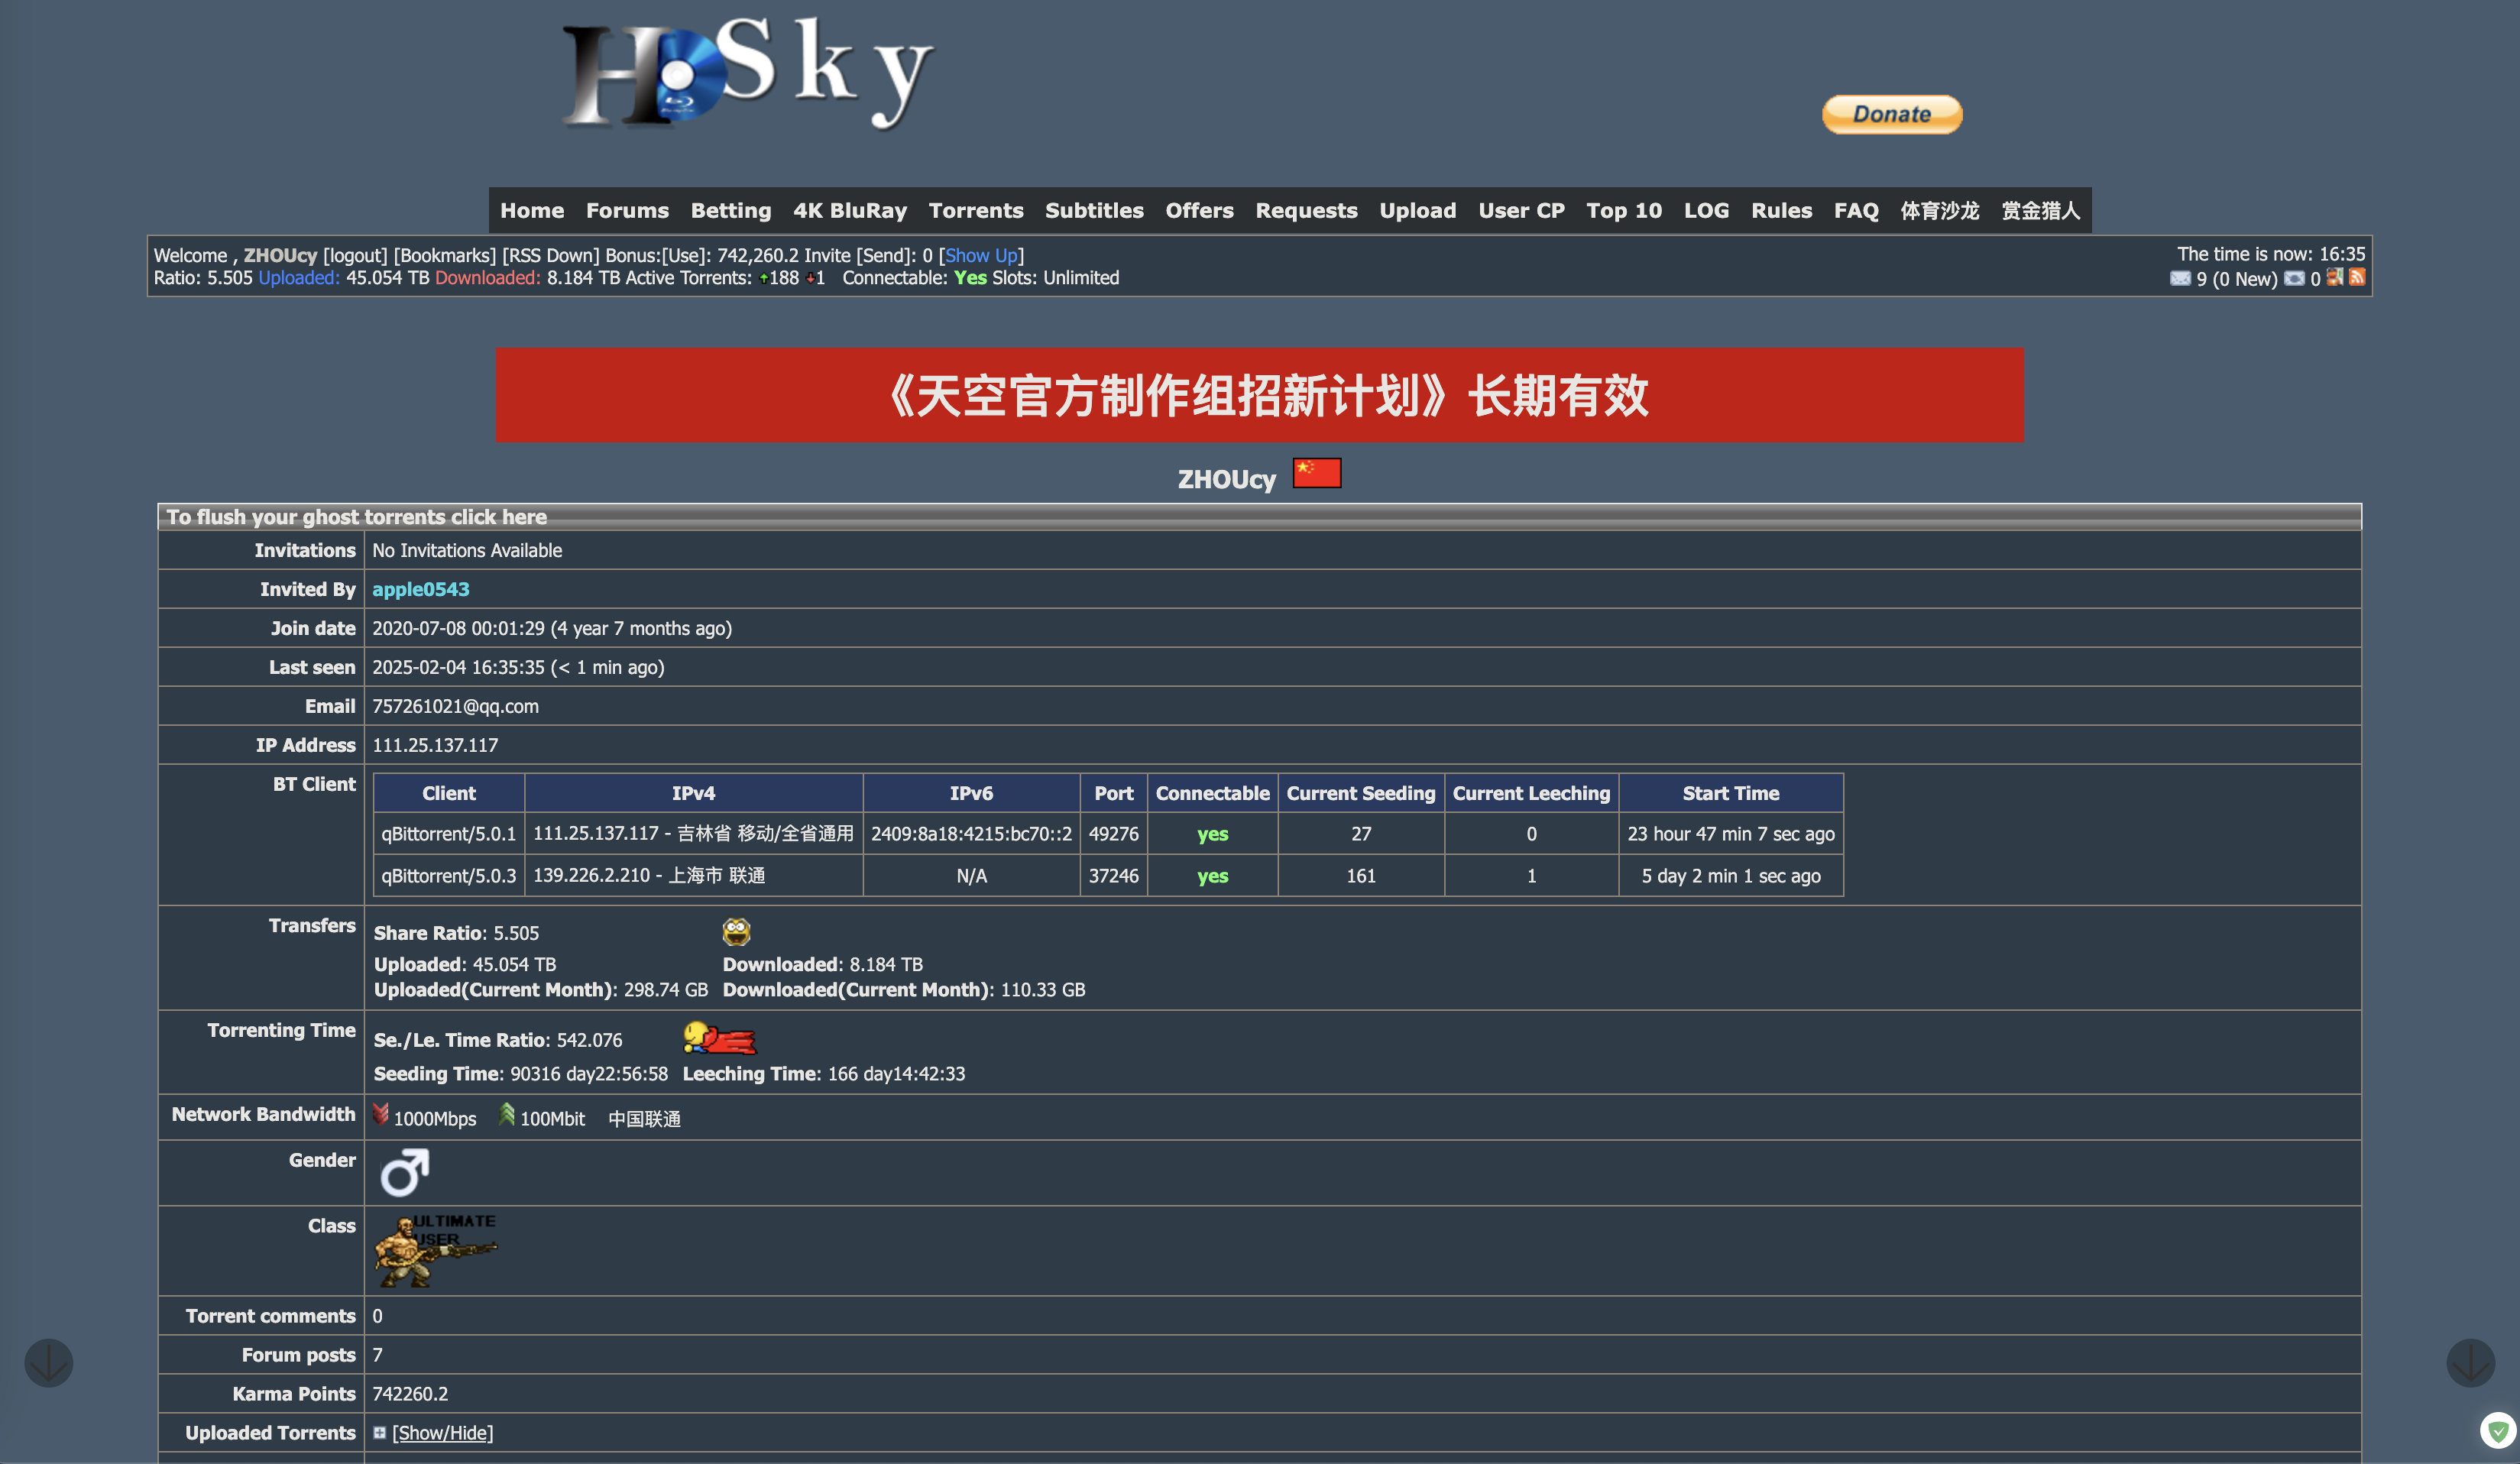 HDSky
Donate
Home Forums Betting 4K BluRay Torrents Subtitles Offers Requests Upload User CP Top 10 LOG Rules FAQ 体育沙龙 赏金猎人
Welcome , ZHOUcy [logout] [Bookmarks] [RSS Down] Bonus:[Use]: 742,260.2 Invite [Send]: 0 [Show Up]
The time is now: 16:35
Ratio: 5.505 Uploaded: 45.054 TB Downloaded: 8.184 TB Active Torrents: 188 1 Connectable: Yes Slots: Unlimited
9 (0 New) 0
《天空官方制作组招新计划》长期有效
ZHOUcy
To flush your ghost torrents click here
Invitations No Invitations Available
Invited By apple0543
Join date 2020-07-08 00:01:29 (4 year 7 months ago)
Last seen 2025-02-04 16:35:35 (< 1 min ago)
Email 757261021@qq.com
IP Address 111.25.137.117
BT Client
Client IPv4 IPv6 Port Connectable Current Seeding Current Leeching Start Time
qBittorrent/5.0.1 111.25.137.117 - 吉林省 移动/全省通用 2409:8a18:4215:bc70::2 49276 yes 27 0 23 hour 47 min 7 sec ago
qBittorrent/5.0.3 139.226.2.210 - 上海市 联通 N/A 37246 yes 161 1 5 day 2 min 1 sec ago
Transfers
Share Ratio: 5.505
Uploaded: 45.054 TB Downloaded: 8.184 TB
Uploaded(Current Month): 298.74 GB Downloaded(Current Month): 110.33 GB
Torrenting Time
Se./Le. Time Ratio: 542.076
Seeding Time: 90316 day22:56:58 Leeching Time: 166 day14:42:33
Network Bandwidth 1000Mbps 100Mbit 中国联通
Gender
Class
ULTIMATE
USER
Torrent comments 0
Forum posts 7
Karma Points 742260.2
Uploaded Torrents [Show/Hide]